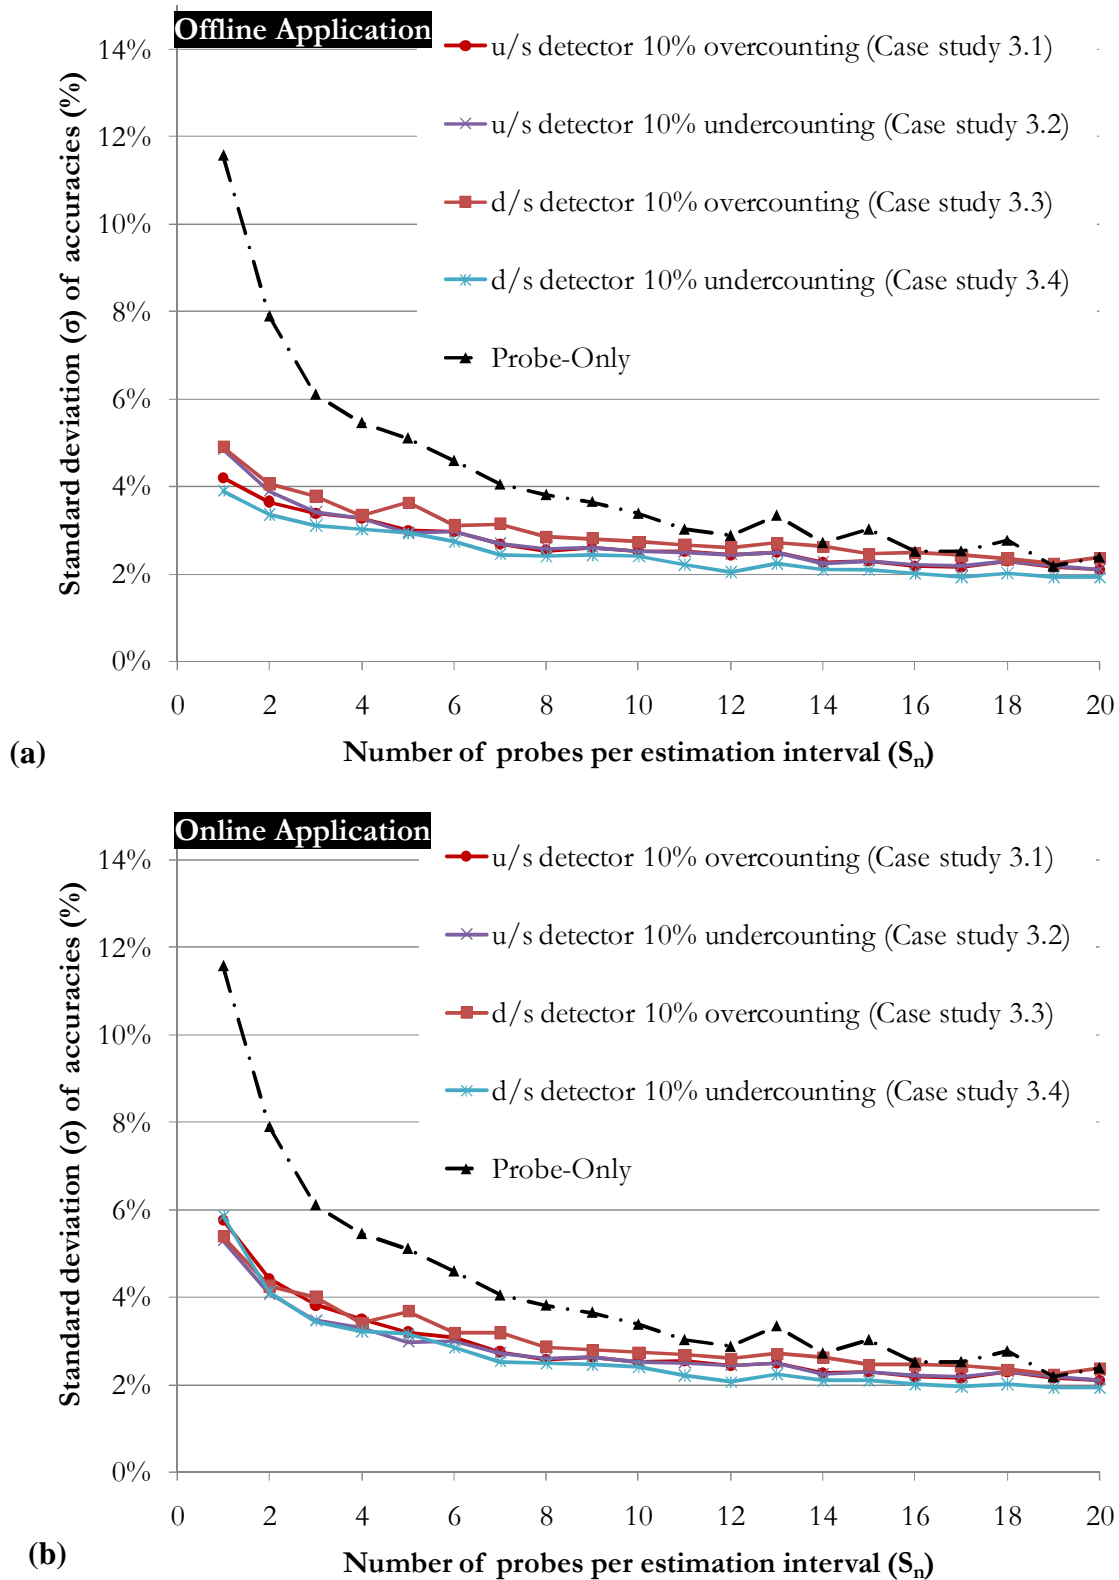 Offline Application
u/s detector 10% overcounting (Case study 3.1)
u/s detector 10% undercounting (Case study 3.2)
d/s detector 10% overcounting (Case study 3.3)
d/s detector 10% undercounting (Case study 3.4)
Probe-Only
Standard deviation (σ) of accuracies (%)
14%
12%
10%
8%
6%
4%
2%
0%
0 2 4 6 8 10 12 14 16 18 20
(a)
Number of probes per estimation interval (Sn)
Online Application
u/s detector 10% overcounting (Case study 3.1)
u/s detector 10% undercounting (Case study 3.2)
d/s detector 10% overcounting (Case study 3.3)
d/s detector 10% undercounting (Case study 3.4)
Probe-Only
Standard deviation (σ) of accuracies (%)
14%
12%
10%
8%
6%
4%
2%
0%
0 2 4 6 8 10 12 14 16 18 20
(b)
Number of probes per estimation interval (Sn)